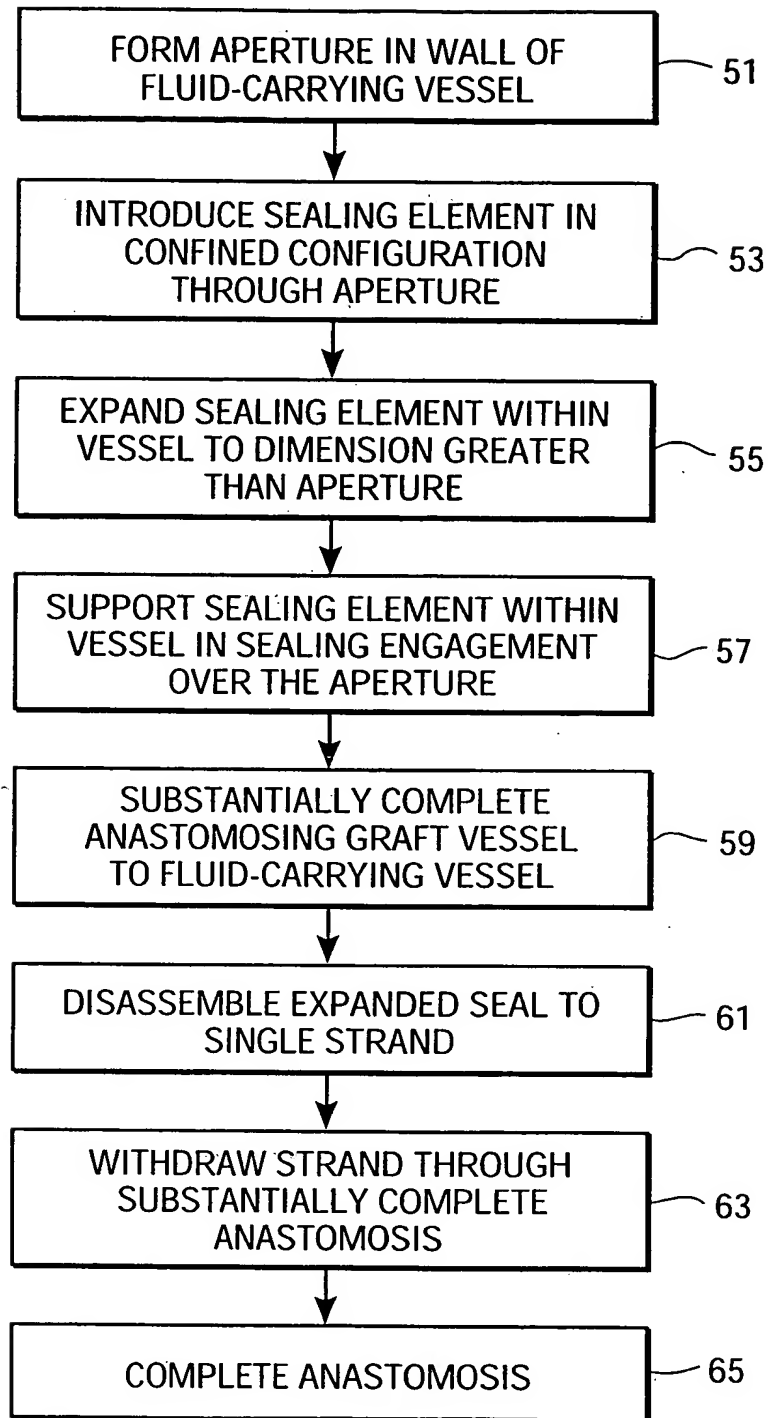 FORM APERTURE IN WALL OF
FLUID-CARRYING VESSEL
51
INTRODUCE SEALING ELEMENT IN
CONFINED CONFIGURATION
THROUGH APERTURE
53
EXPAND SEALING ELEMENT WITHIN
VESSEL TO DIMENSION GREATER
THAN APERTURE
55
SUPPORT SEALING ELEMENT WITHIN
VESSEL IN SEALING ENGAGEMENT
OVER THE APERTURE
57
SUBSTANTIALLY COMPLETE
ANASTOMOSING GRAFT VESSEL
TO FLUID-CARRYING VESSEL
59
DISASSEMBLE EXPANDED SEAL TO
SINGLE STRAND
61
WITHDRAW STRAND THROUGH
SUBSTANTIALLY COMPLETE
ANASTOMOSIS
63
COMPLETE ANASTOMOSIS
65